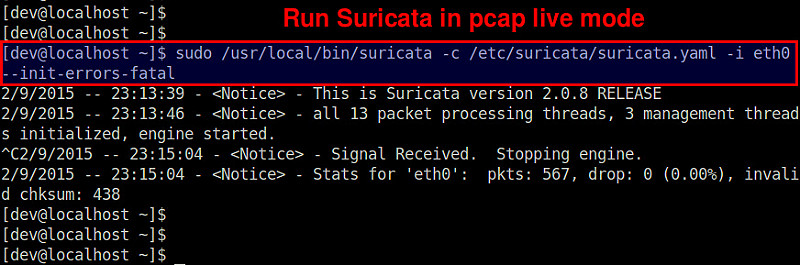 [dev@localhost ~]$
Run Suricata in pcap live mode
[dev@localhost ~]$
[dev@localhost ~]$ sudo /usr/local/bin/suricata -c /etc/suricata/suricata.yaml -i eth0
--init-errors-fatal
2/9/2015 -- 23:13:39 - <Notice> - This is Suricata version 2.0.8 RELEASE
2/9/2015 -- 23:13:46 - <Notice> - all 13 packet processing threads, 3 management thread
s initialized, engine started.
^C2/9/2015 -- 23:15:04 - <Notice> - Signal Received.  Stopping engine.
2/9/2015 -- 23:15:04 - <Notice> - Stats for 'eth0':  pkts: 567, drop: 0 (0.00%), invali
d chksum: 438
[dev@localhost ~]$
[dev@localhost ~]$
[dev@localhost ~]$